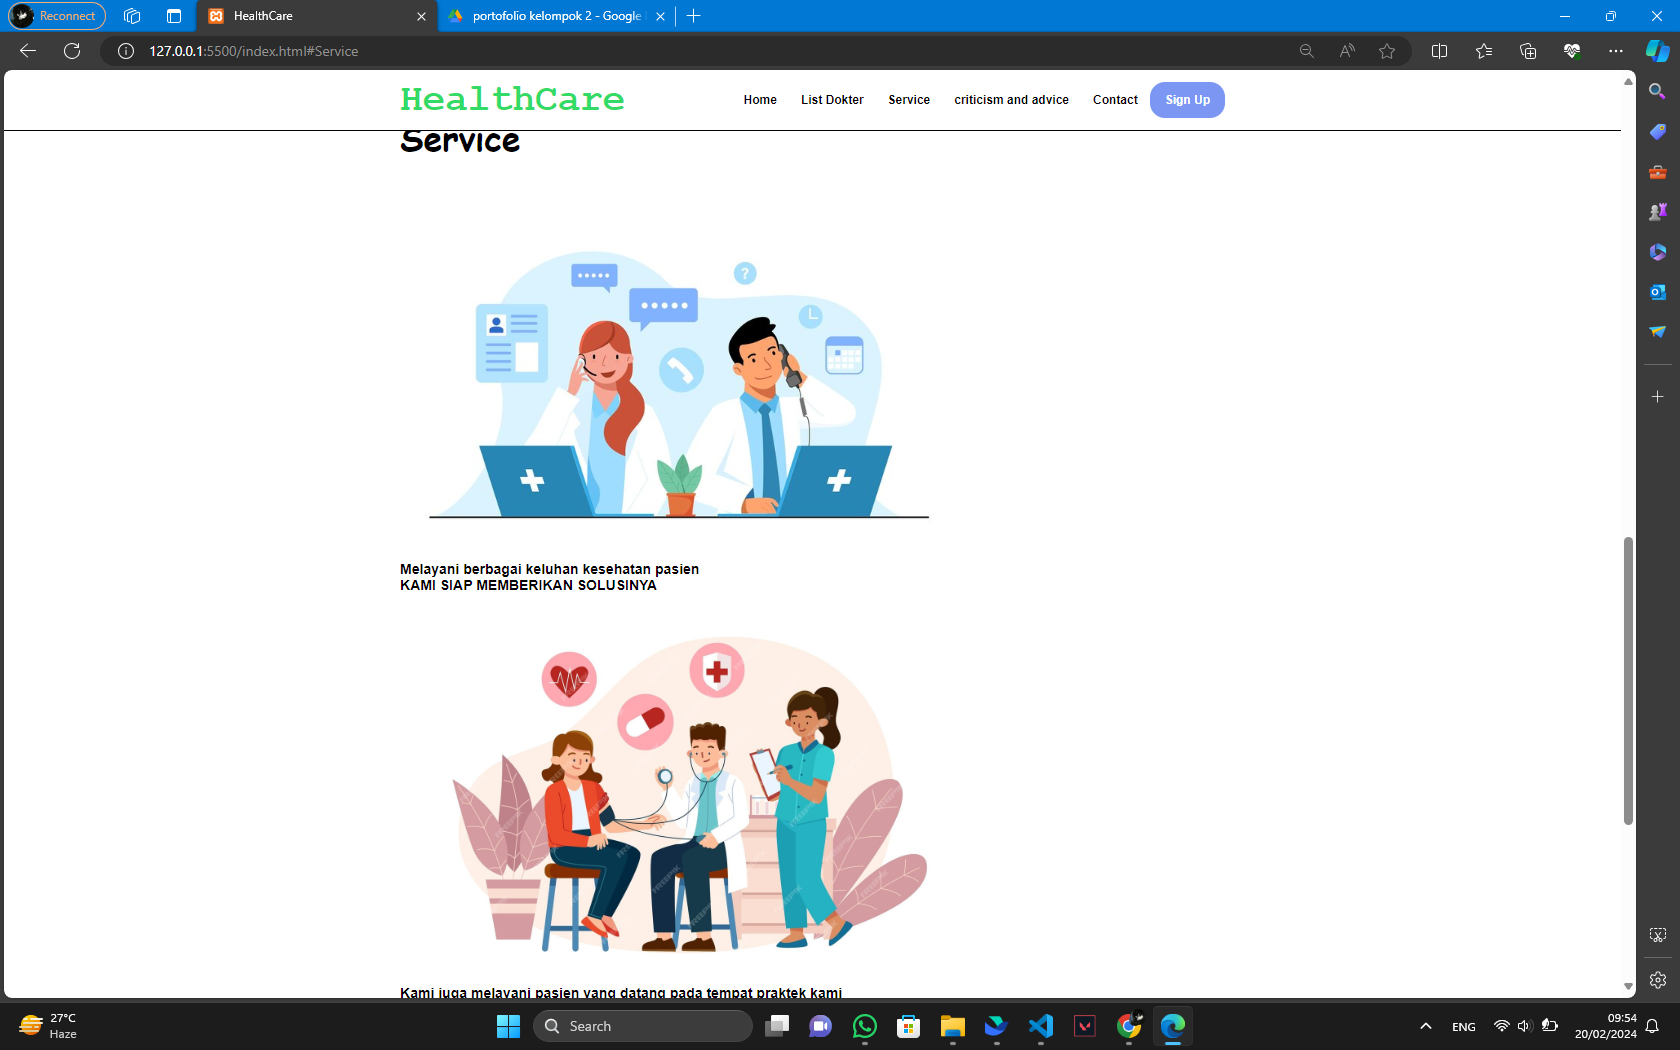 Reconnect
HealthCare
portofolio kelompok 2 - Google
127.0.0.1:5500/index.html#Service
HealthCare
Home List Dokter Service criticism and advice Contact Sign Up
Service
?
Melayani berbagai keluhan kesehatan pasien
KAMI SIAP MEMBERIKAN SOLUSINYA
Kami juga melayani pasien yang datang pada tempat praktek kami
27°C
Haze
Search
ENG
09:54
20/02/2024